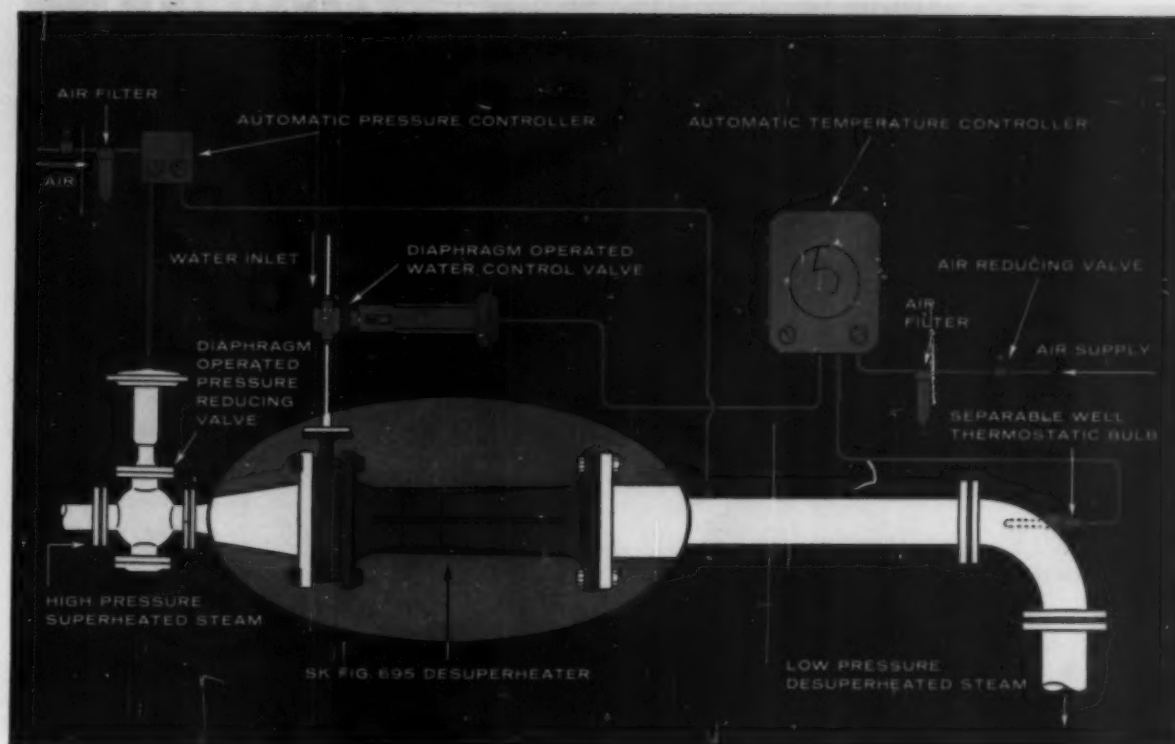 AIR FILTER
AUTOMATIC PRESSURE CONTROLLER
AUTOMATIC TEMPERATURE CONTROLLER
AIR
WATER INLET
DIAPHRAGM OPERATED
WATER CONTROL VALVE
AIR REDUCING VALVE
AIR
FILTER
AIR SUPPLY
DIAPHRAGM
OPERATED
PRESSURE
REDUCING
VALVE
SEPARABLE WELL
THERMOSTATIC BULB
HIGH PRESSURE
SUPERHEATED STEAM
SK FIG. 695 DESUPERHEATER
LOW PRESSURE
DESUPERHEATED STEAM